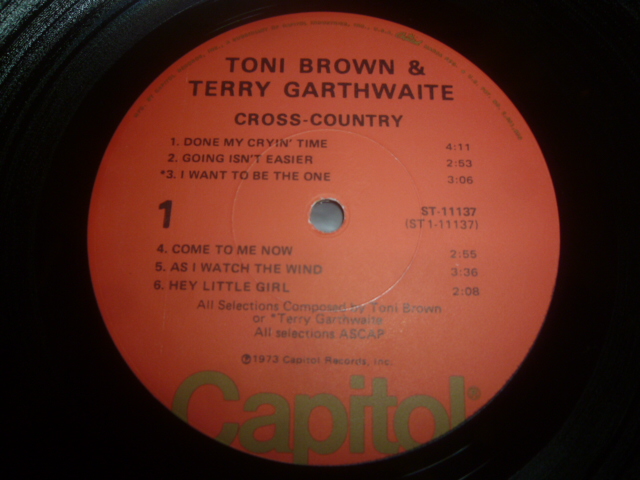 TONI BROWN &
TERRY GARTHWAITE
CROSS-COUNTRY
1. DONE MY CRYIN' TIME 4:11
2. GOING ISN'T EASIER 2:53
*3. I WANT TO BE THE ONE 3:06
1 ST-11137
(ST1-11137)
4. COME TO ME NOW 2:55
5. AS I WATCH THE WIND 3:36
6. HEY LITTLE GIRL 2:08
All Selections Composed by Toni Brown
or *Terry Garthwaite
All selections ASCAP
℗1973 Capitol Records, Inc.
Capitol®